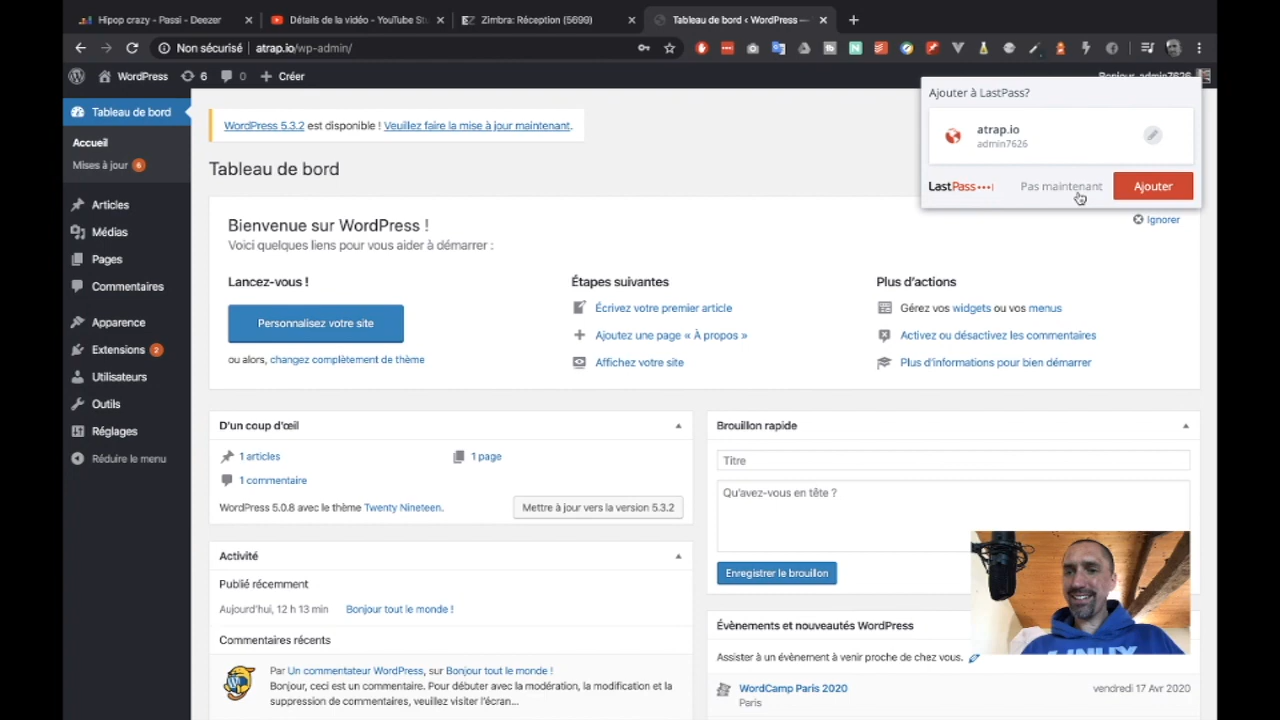 Hipop crazy - Passi - Deezer
Détails de la vidéo - YouTube Stu
Zimbra: Réception (5699)
Tableau de bord ‹ WordPress —
Non sécurisé | atrap.io/wp-admin/
WordPress
6
0
Créer
Bonjour, admin7626
Tableau de bord
Accueil
Mises à jour 6
Articles
Médias
Pages
Commentaires
Apparence
Extensions 2
Utilisateurs
Outils
Réglages
Réduire le menu
WordPress 5.3.2 est disponible ! Veuillez faire la mise à jour maintenant.
Tableau de bord
Ajouter à LastPass?
atrap.io
admin7626
LastPass
Pas maintenant
Ajouter
Ignorer
Bienvenue sur WordPress !
Voici quelques liens pour vous aider à démarrer :
Lancez-vous !
Personnalisez votre site
ou alors, changez complètement de thème
Étapes suivantes
Écrivez votre premier article
Ajoutez une page « À propos »
Affichez votre site
Plus d'actions
Gérez vos widgets ou vos menus
Activez ou désactivez les commentaires
Plus d'informations pour bien démarrer
D'un coup d'œil
1 articles
1 page
1 commentaire
WordPress 5.0.8 avec le thème Twenty Nineteen.
Mettre à jour vers la version 5.3.2
Activité
Publié récemment
Aujourd'hui, 12 h 13 min
Bonjour tout le monde !
Commentaires récents
Par Un commentateur WordPress, sur Bonjour tout le monde !
Bonjour, ceci est un commentaire. Pour débuter avec la modération, la modification et la
suppression de commentaires, veuillez visiter l'écran…
Brouillon rapide
Titre
Qu'avez-vous en tête ?
Enregistrer le brouillon
Évènements et nouveautés WordPress
Assister à un évènement à venir proche de chez vous.
WordCamp Paris 2020
vendredi 17 Avr 2020
Paris
LINUX